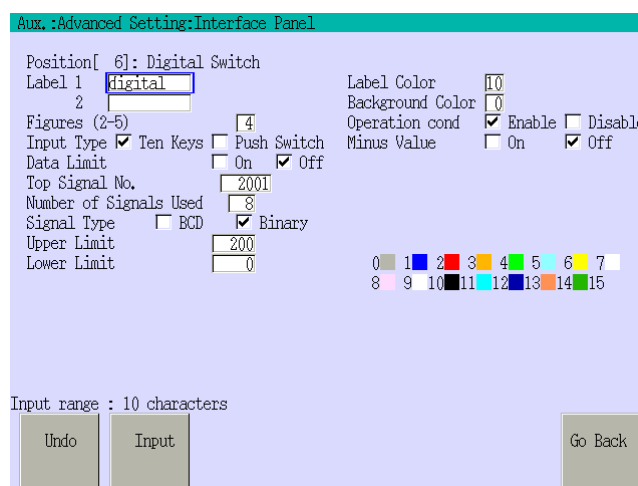 Aux.:Advanced Setting:Interface Panel
Position[ 6]: Digital Switch
Label 1 digital Label Color 10
2 Background Color 0
Figures (2-5) 4 Operation cond Enable Disable
Input Type Ten Keys Push Switch Minus Value On Off
Data Limit On Off
Top Signal No. 2001
Number of Signals Used 8
Signal Type BCD Binary
Upper Limit 200
Lower Limit 0
0 1 2 3 4 5 6 7
8 9 10 11 12 13 14 15
Input range : 10 characters
Undo Input Go Back